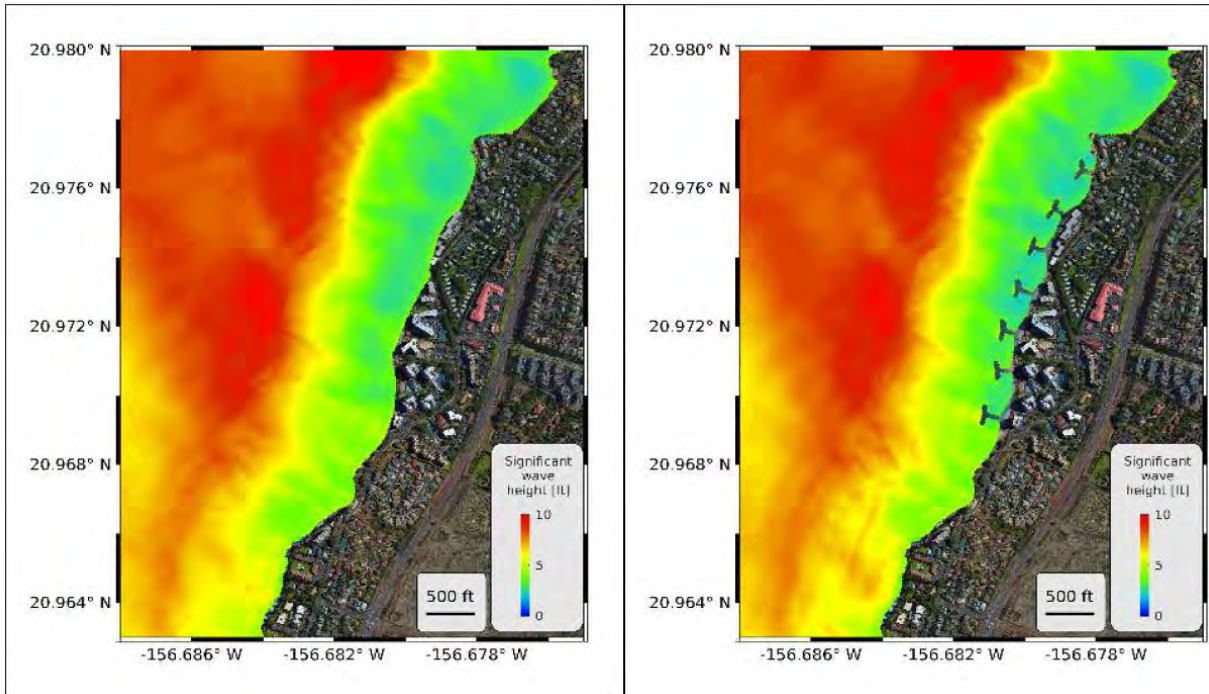 20.980° N
20.976° N
20.972° N
20.968° N
20.964° N
-156.686° W
-156.682° W
-156.678° W
500 ft
Significant
wave
height [ft.]
10
5
0
20.980° N
20.976° N
20.972° N
20.968° N
20.964° N
-156.686° W
-156.682° W
-156.678° W
500 ft
Significant
wave
height [ft.]
10
5
0